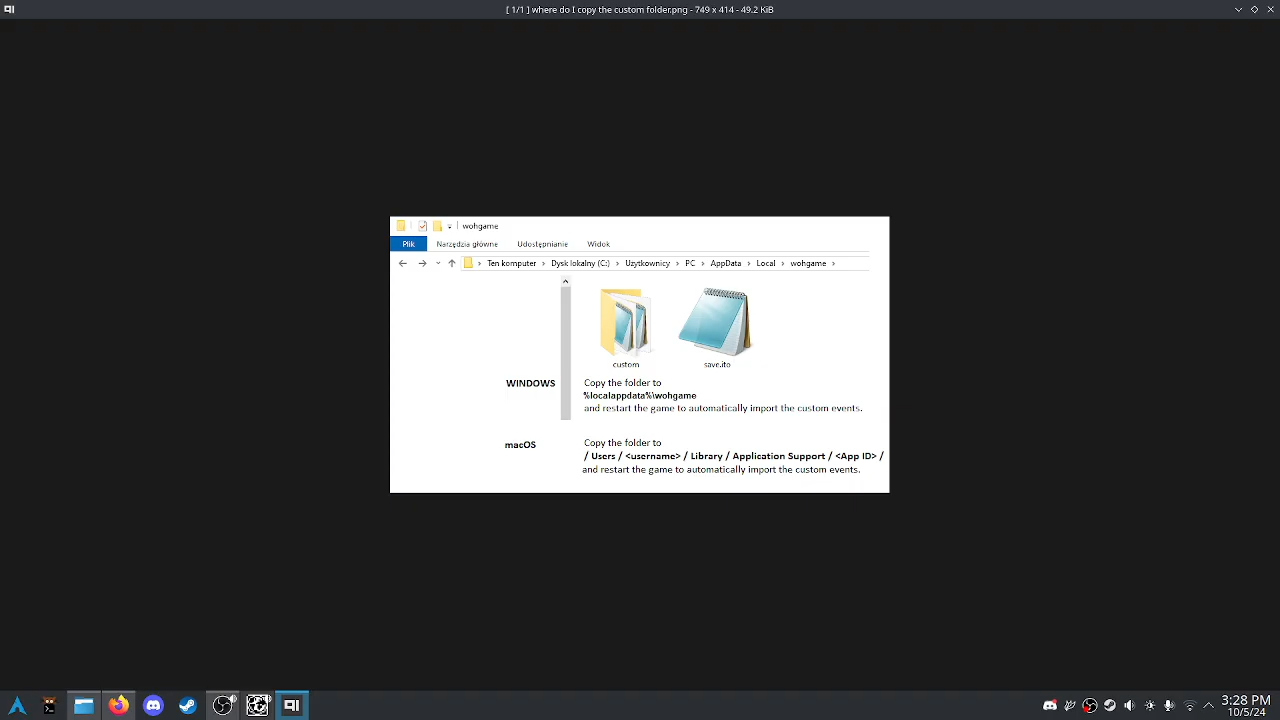 [ 1/1 ] where do I copy the custom folder.png - 749 x 414 - 49.2 KiB
wohgame
Plik Narzędzia główne Udostępnianie Widok
Ten komputer > Dysk lokalny (C:) > Użytkownicy > PC > AppData > Local > wohgame >
custom save.ito
WINDOWS Copy the folder to
%localappdata%\wohgame
and restart the game to automatically import the custom events.
macOS Copy the folder to
/ Users / <username> / Library / Application Support / <App ID> /
and restart the game to automatically import the custom events.
3:28 PM
10/5/24